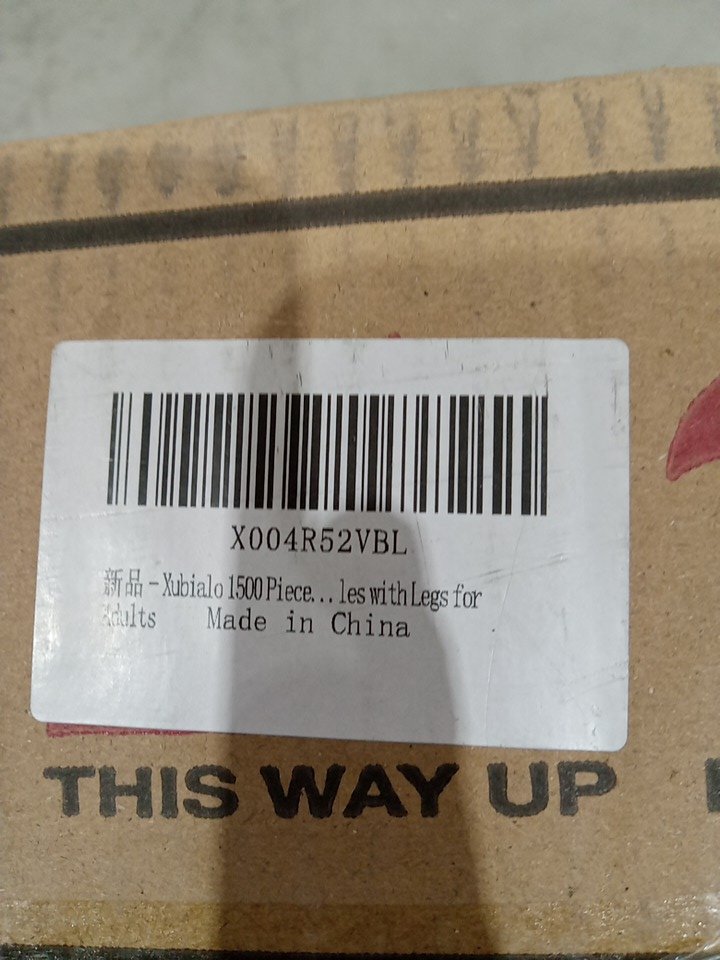 X004R52VBL
新品 - Xubialo 1500 Piece... les with Legs for
Adults Made in China
THIS WAY UP